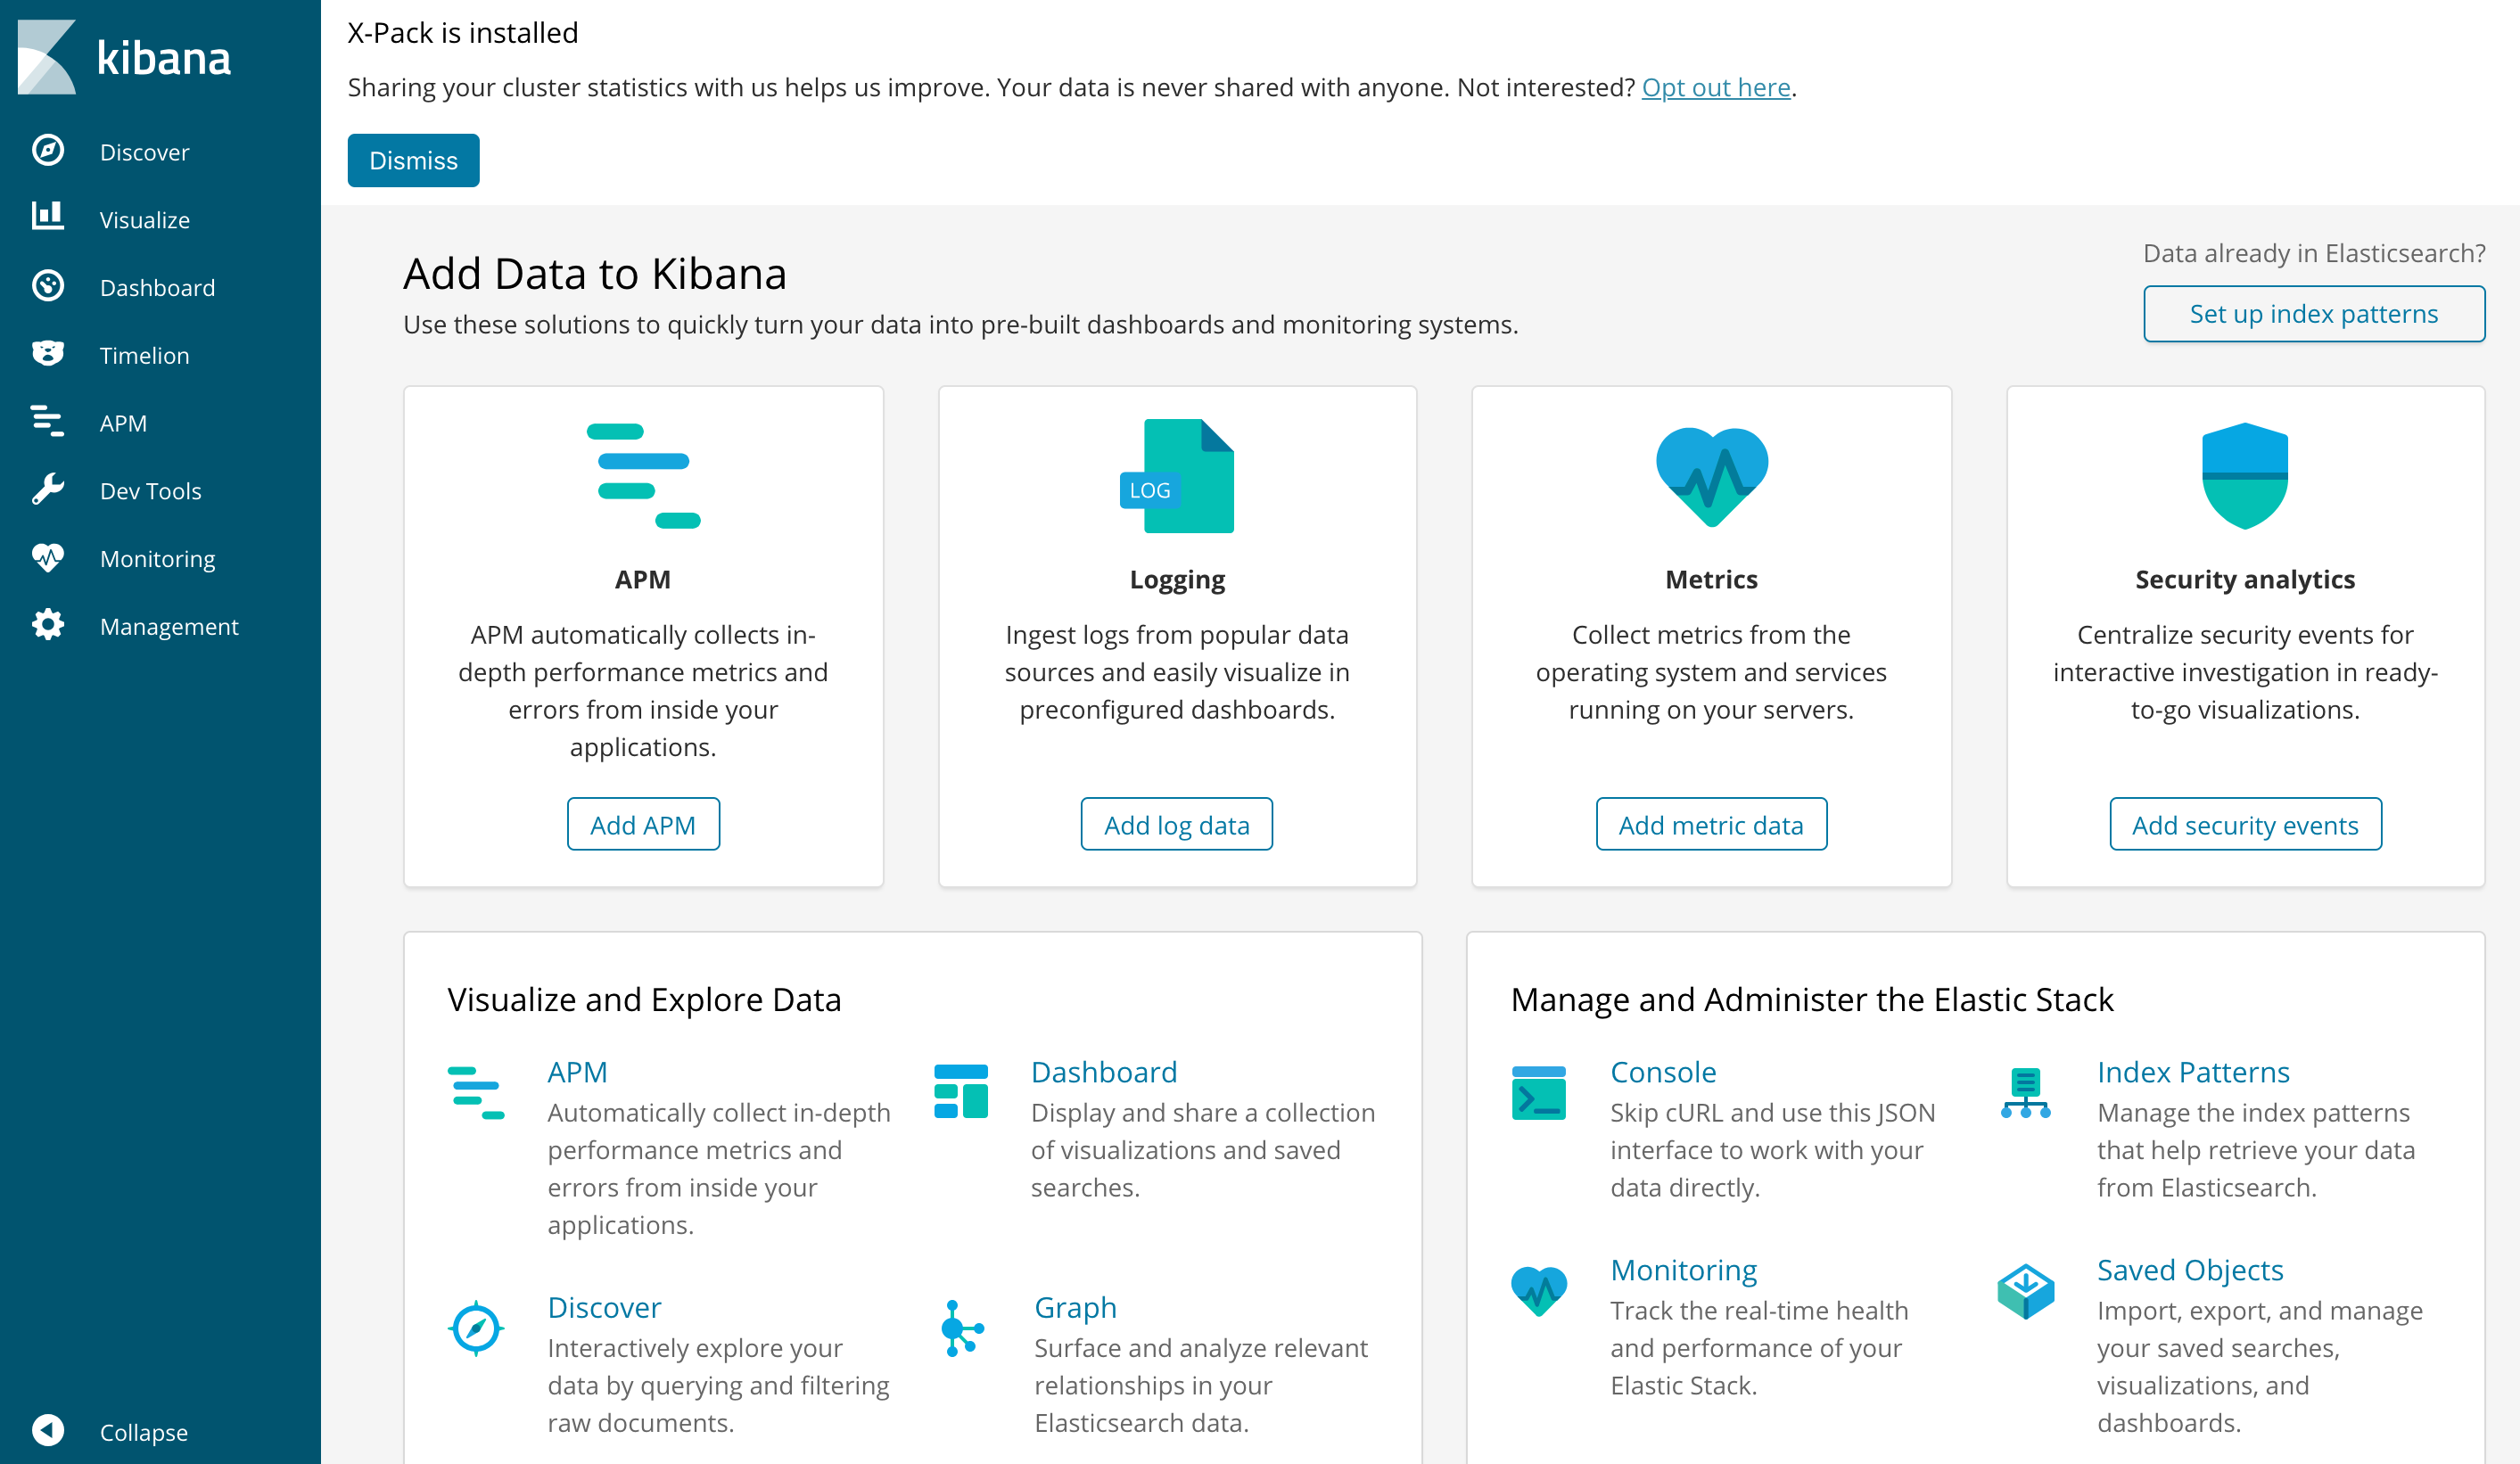 kibana
Discover
Visualize
Dashboard
Timelion
APM
Dev Tools
Monitoring
Management
Collapse
X-Pack is installed
Sharing your cluster statistics with us helps us improve. Your data is never shared with anyone. Not interested? Opt out here.
Dismiss
Add Data to Kibana
Use these solutions to quickly turn your data into pre-built dashboards and monitoring systems.
Data already in Elasticsearch?
Set up index patterns
APM
APM automatically collects in-
depth performance metrics and
errors from inside your
applications.
Add APM
LOG
Logging
Ingest logs from popular data
sources and easily visualize in
preconfigured dashboards.
Add log data
Metrics
Collect metrics from the
operating system and services
running on your servers.
Add metric data
Security analytics
Centralize security events for
interactive investigation in ready-
to-go visualizations.
Add security events
Visualize and Explore Data
APM
Automatically collect in-depth
performance metrics and
errors from inside your
applications.
Dashboard
Display and share a collection
of visualizations and saved
searches.
Discover
Interactively explore your
data by querying and filtering
raw documents.
Graph
Surface and analyze relevant
relationships in your
Elasticsearch data.
Manage and Administer the Elastic Stack
Console
Skip cURL and use this JSON
interface to work with your
data directly.
Index Patterns
Manage the index patterns
that help retrieve your data
from Elasticsearch.
Monitoring
Track the real-time health
and performance of your
Elastic Stack.
Saved Objects
Import, export, and manage
your saved searches,
visualizations, and
dashboards.